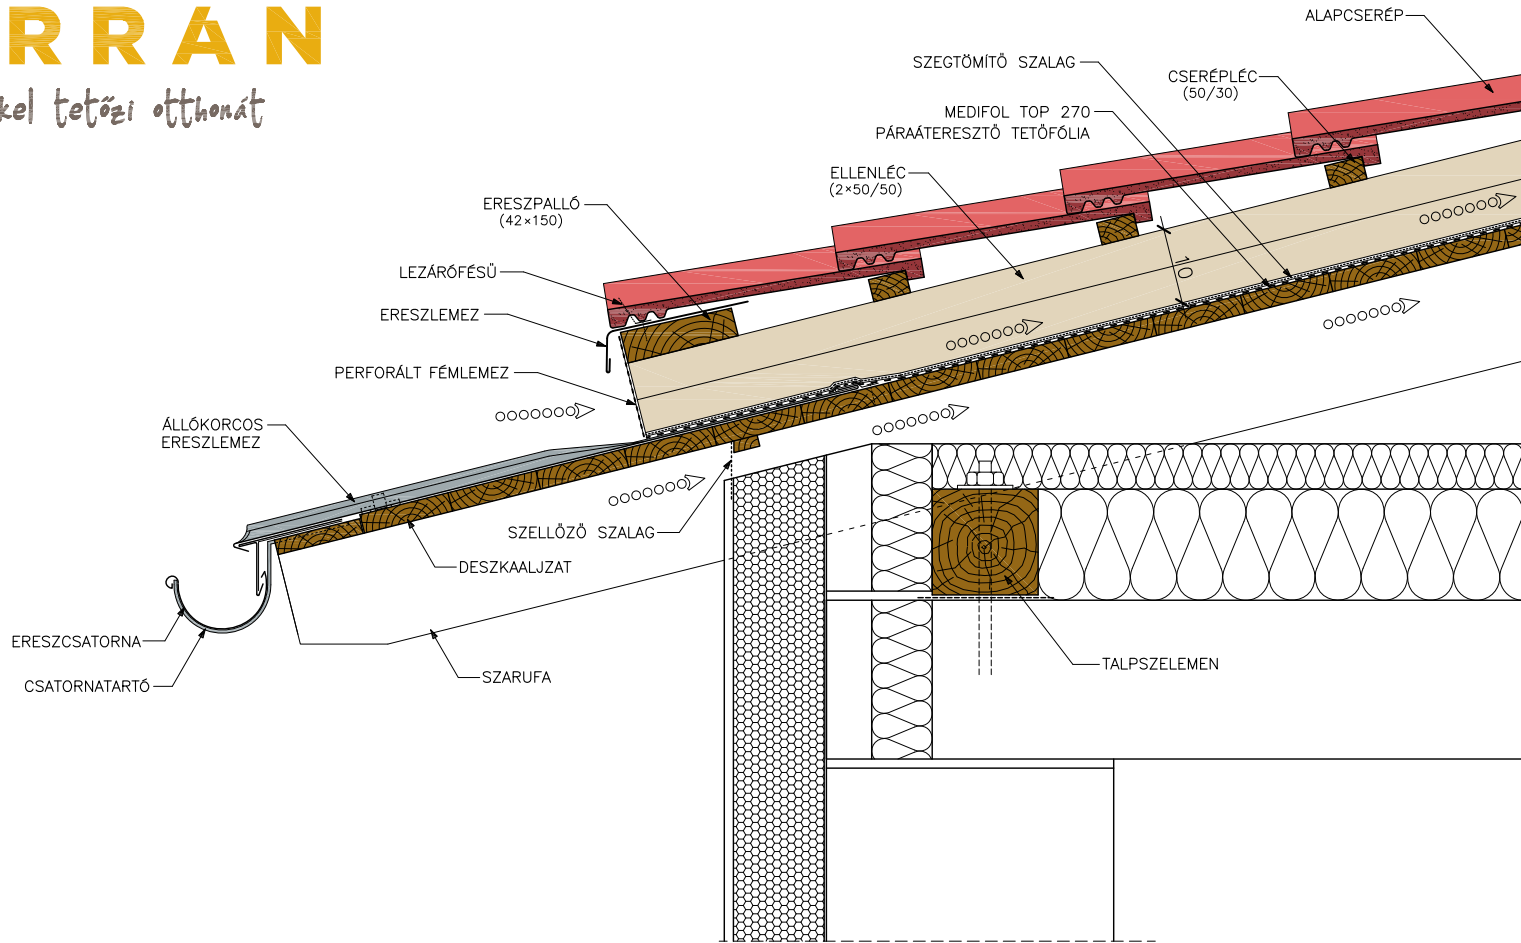 RRÁN
kel tetőzi otthonát
ALAPCSERÉP
SZEGTÖMÍTŐ SZALAG
CSERÉPLÉC
(50/30)
MEDIFOL TOP 270
PÁRAÁTERESZTŐ TETŐFÓLIA
ELLENLÉC
(2×50/50)
ERESZPALLÓ
(42×150)
LEZÁRÓFÉSŰ
10
ERESZLEMEZ
PERFORÁLT FÉMLEMEZ
ÁLLÓKORCOS
ERESZLEMEZ
SZELLŐZŐ SZALAG
DESZKAALJZAT
ERESZCSATORNA
TALPSZELEMEN
SZARUFA
CSATORNATARTÓ